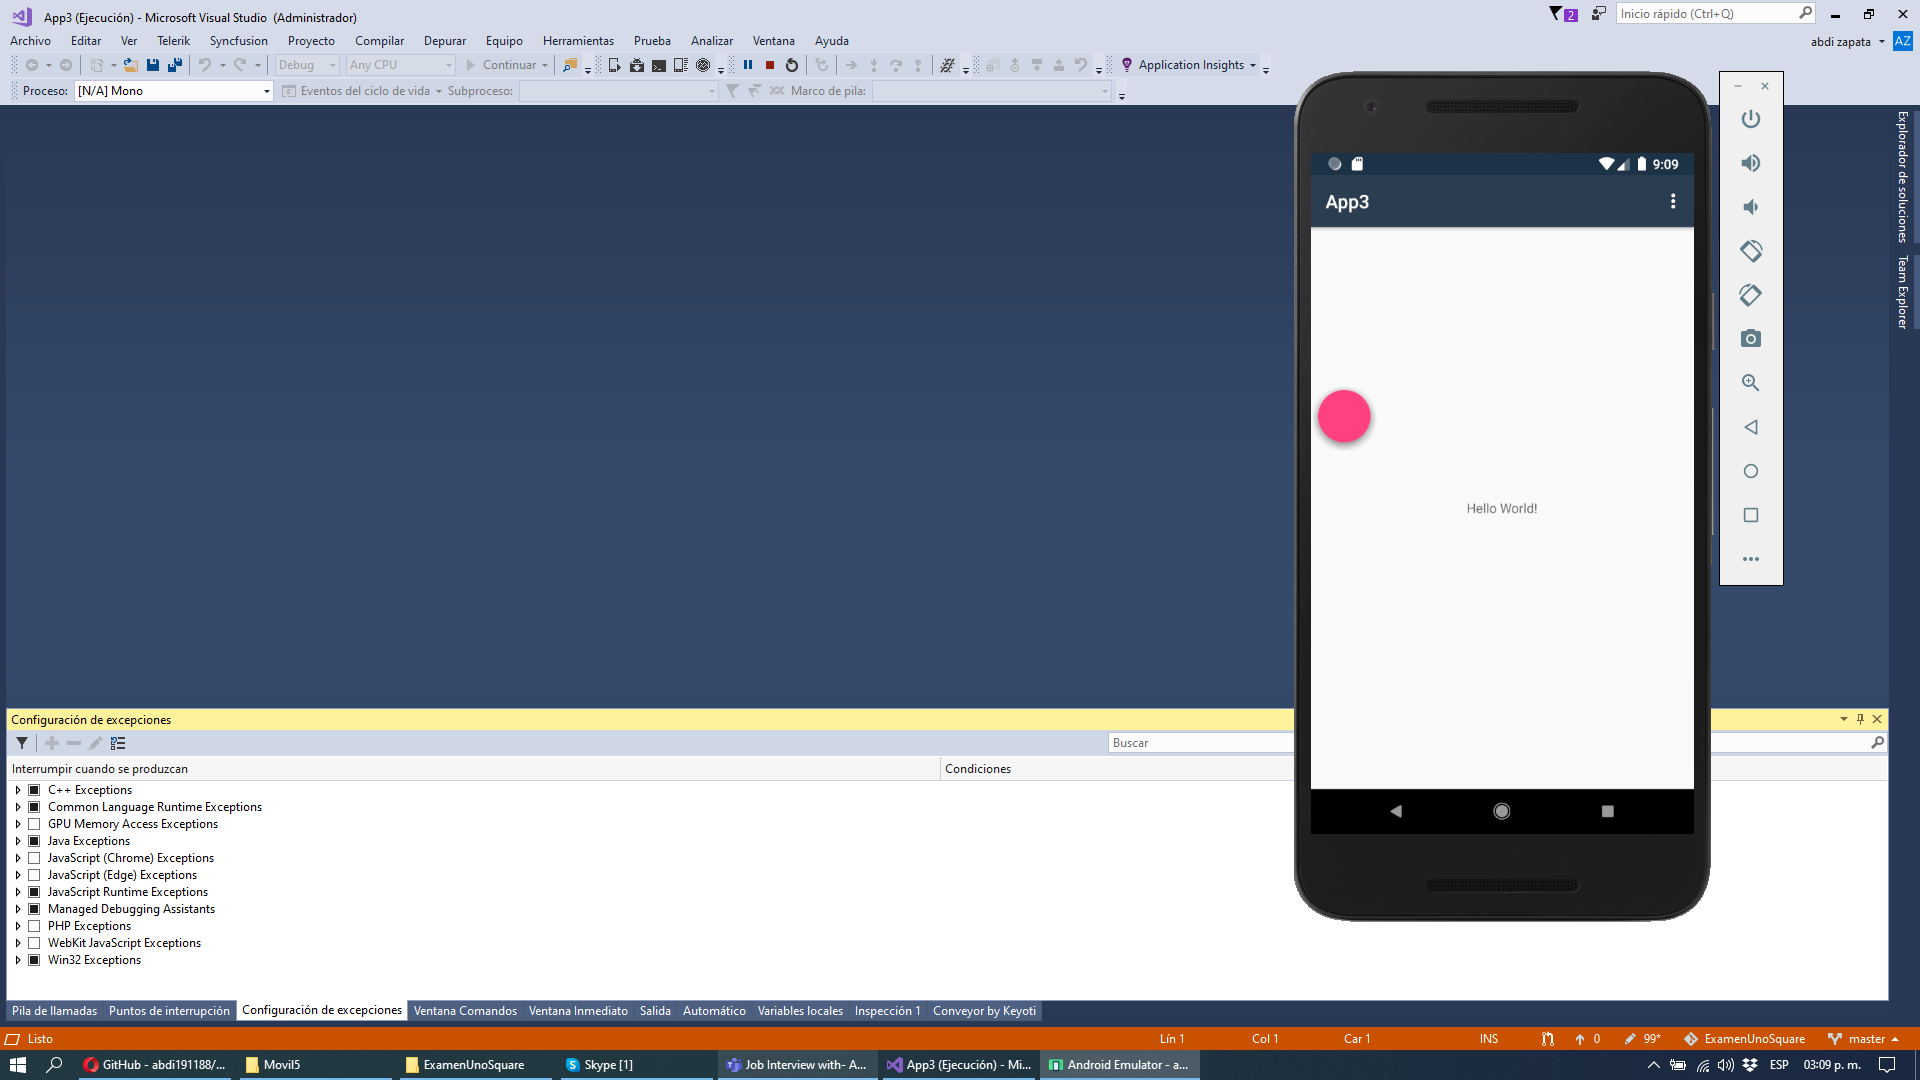 App3 (Ejecución) - Microsoft Visual Studio (Administrador)
2
Inicio rápido (Ctrl+Q)
Archivo Editar Ver Telerik Syncfusion Proyecto Compilar Depurar Equipo Herramientas Prueba Analizar Ventana Ayuda
abdi zapata AZ
Debug Any CPU Continuar Application Insights
Proceso: [N/A] Mono Eventos del ciclo de vida Subproceso: Marco de pila:
Explorador de soluciones
Team Explorer
9:09
App3
Hello World!
Configuración de excepciones
Buscar
Interrumpir cuando se produzcan Condiciones
C++ Exceptions
Common Language Runtime Exceptions
GPU Memory Access Exceptions
Java Exceptions
JavaScript (Chrome) Exceptions
JavaScript (Edge) Exceptions
JavaScript Runtime Exceptions
Managed Debugging Assistants
PHP Exceptions
WebKit JavaScript Exceptions
Win32 Exceptions
Pila de llamadas Puntos de interrupción Configuración de excepciones Ventana Comandos Ventana Inmediato Salida Automático Variables locales Inspección 1 Conveyor by Keyoti
Listo Lín 1 Col 1 Car 1 INS 0 99* ExamenUnoSquare master
GitHub - abdi191188/... Movil5 ExamenUnoSquare Skype [1] Job Interview with- A... App3 (Ejecución) - Mi... Android Emulator - a... ESP 03:09 p. m.